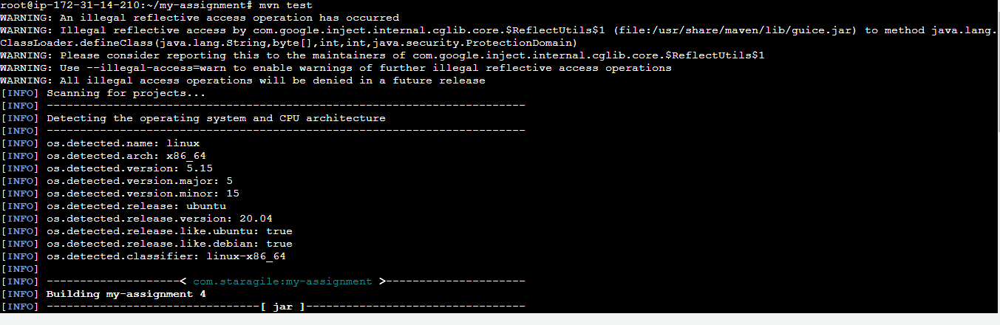 root@ip-172-31-14-210:~/my-assignment# mvn test
WARNING: An illegal reflective access operation has occurred
WARNING: Illegal reflective access by com.google.inject.internal.cglib.core.$ReflectUtils$1 (file:/usr/share/maven/lib/guice.jar) to method java.lang.
ClassLoader.defineClass(java.lang.String,byte[],int,int,java.security.ProtectionDomain)
WARNING: Please consider reporting this to the maintainers of com.google.inject.internal.cglib.core.$ReflectUtils$1
WARNING: Use --illegal-access=warn to enable warnings of further illegal reflective access operations
WARNING: All illegal access operations will be denied in a future release
[INFO] Scanning for projects...
[INFO] ------------------------------------------------------------------------
[INFO] Detecting the operating system and CPU architecture
[INFO] ------------------------------------------------------------------------
[INFO] os.detected.name: linux
[INFO] os.detected.arch: x86_64
[INFO] os.detected.version: 5.15
[INFO] os.detected.version.major: 5
[INFO] os.detected.version.minor: 15
[INFO] os.detected.release: ubuntu
[INFO] os.detected.release.version: 20.04
[INFO] os.detected.release.like.ubuntu: true
[INFO] os.detected.release.like.debian: true
[INFO] os.detected.classifier: linux-x86_64
[INFO]
[INFO] --------------------< com.staragile:my-assignment >---------------------
[INFO] Building my-assignment 4
[INFO] --------------------------------[ jar ]---------------------------------